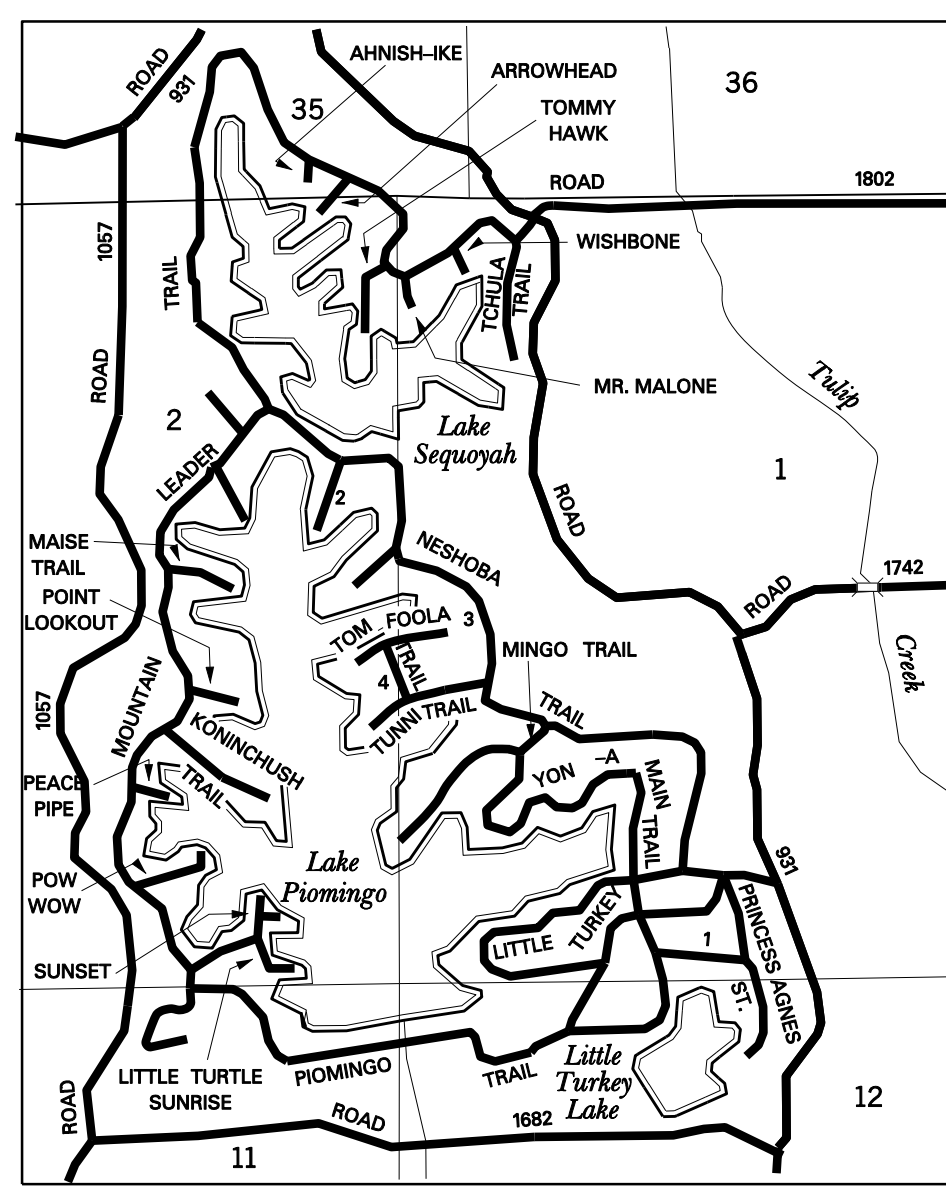 ROAD
931
AHNISH–IKE
35
ARROWHEAD
36
TOMMY
HAWK
ROAD
1802
1057
WISHBONE
TRAIL
TCHULA
TRAIL
ROAD
MR. MALONE
Tulip
2
Lake
Sequoyah
LEADER
1
2
ROAD
MAISE
TRAIL
NESHOBA
1742
POINT
LOOKOUT
ROAD
TOM FOOLA
3
TRAIL
4
MINGO TRAIL
Creek
1057
MOUNTAIN
KONINCHUSH
TRAIL
TUNNI TRAIL
TRAIL
PEACE
PIPE
YON –A
MAIN
TRAIL
Lake
Piomingo
931
POW
WOW
PRINCESS AGNES
ST.
LITTLE
TURKEY
1
SUNSET
LITTLE TURTLE
SUNRISE
PIOMINGO
TRAIL
Little
Turkey
Lake
ROAD
ROAD
1682
12
11